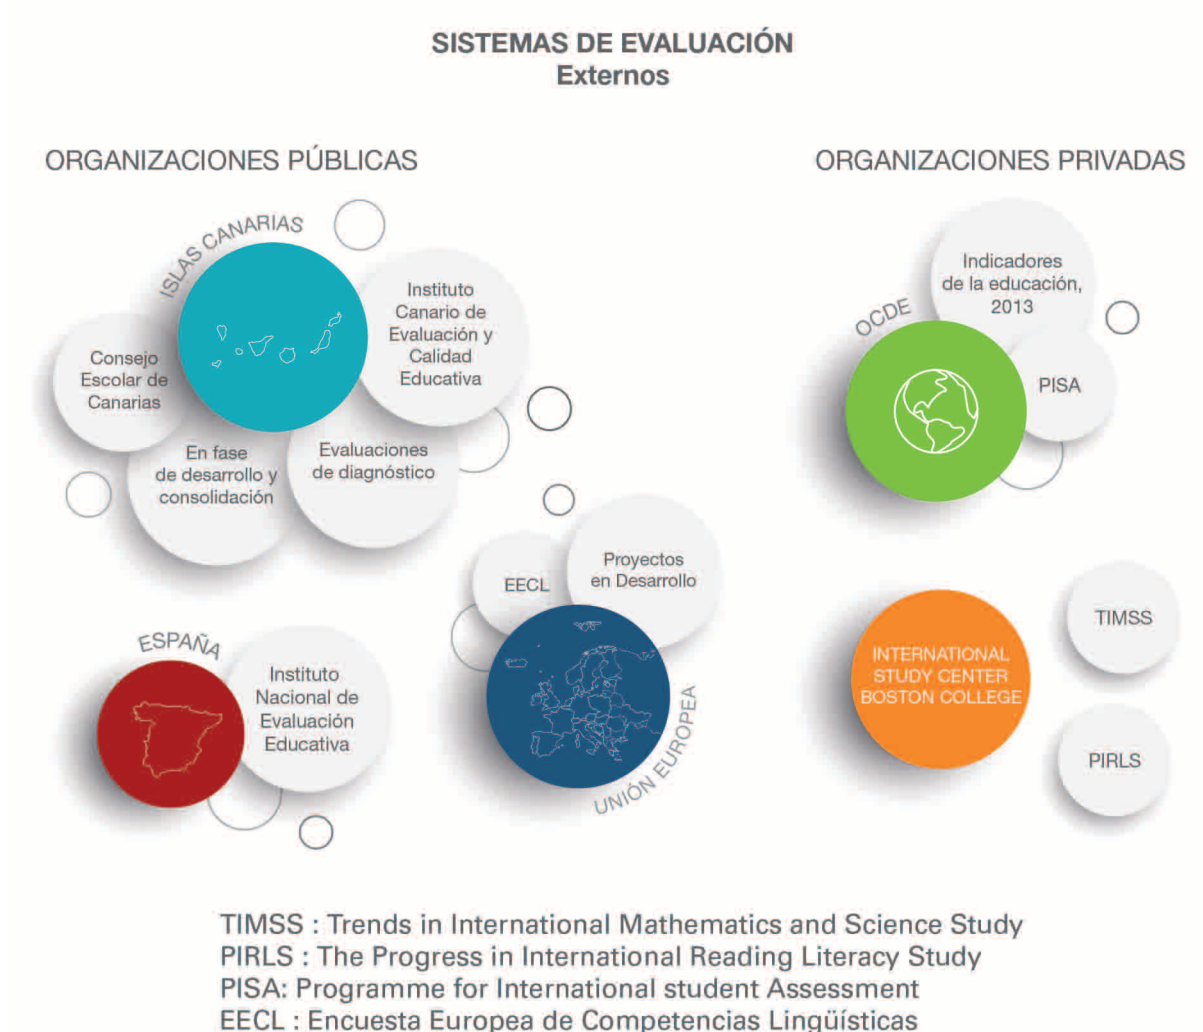 SISTEMAS DE EVALUACIÓN
Externos
ORGANIZACIONES PÚBLICAS
ISLAS CANARIAS
Consejo
Escolar de
Canarias
Instituto
Canario de
Evaluación y
Calidad
Educativa
En fase
de desarrollo y
consolidación
Evaluaciones
de diagnóstico
ESPAÑA
Instituto
Nacional de
Evaluación
Educativa
EECL
Proyectos
en Desarrollo
UNIÓN EUROPEA
ORGANIZACIONES PRIVADAS
OCDE
Indicadores
de la educación,
2013
PISA
INTERNATIONAL
STUDY CENTER
BOSTON COLLEGE
TIMSS
PIRLS
TIMSS : Trends in International Mathematics and Science Study
PIRLS : The Progress in International Reading Literacy Study
PISA: Programme for International student Assessment
EECL : Encuesta Europea de Competencias Lingüísticas